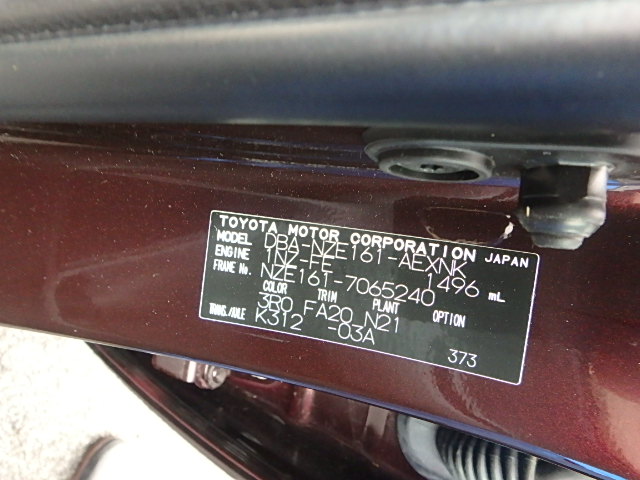 TOYOTA MOTOR CORPORATION JAPAN
MODEL DBA-NZE161-AEXNK
ENGINE 1NZ-FE 1496 mL
FRAME No. NZE161-7065240
COLOR TRIM PLANT OPTION
3R0 FA20 N21
TRANS./AXLE K312 -03A
373